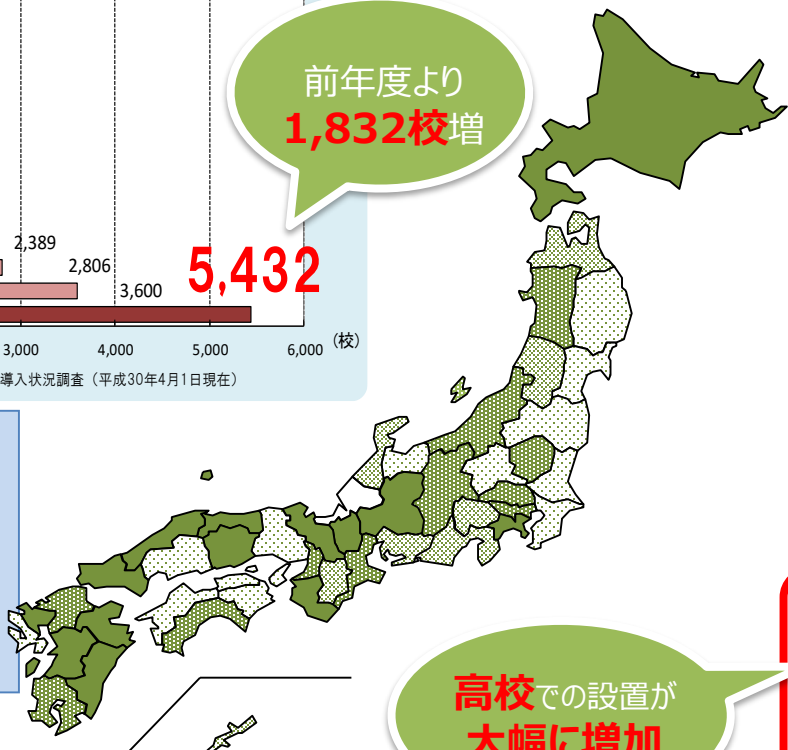 前年度より
1,832校増
2,389
2,806
3,600
5,432
3,000
4,000
5,000
6,000
(校)
導入状況調査（平成30年4月1日現在）
高校での設置が
大幅に増加